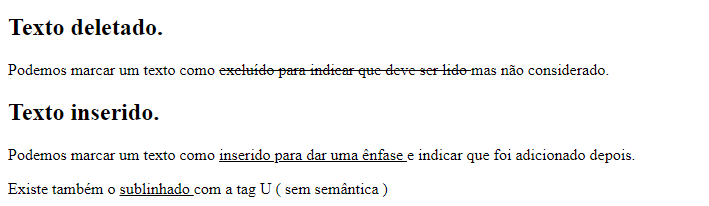 Texto deletado.
Podemos marcar um texto como excluído para indicar que deve ser lido mas não considerado.
Texto inserido.
Podemos marcar um texto como inserido para dar uma ênfase e indicar que foi adicionado depois.
Existe também o sublinhado com a tag U ( sem semântica )